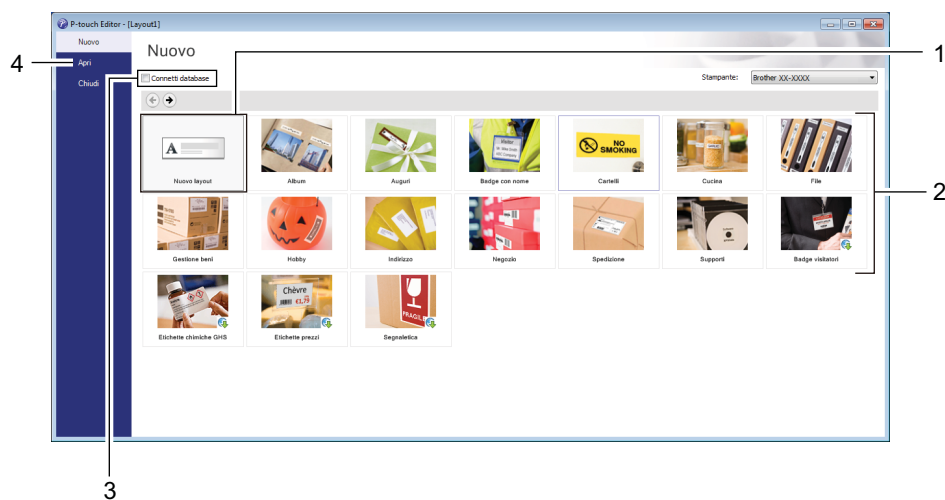 P-touch Editor - [Layout1]
Nuovo
Apri
Chiudi
Nuovo
Connetti database
Stampante:
Brother XX-XXXX
A
Nuovo layout
Album
Auguri
Visitor
Badge con nome
NO
SMOKING
Cartelli
Cucina
File
Gestione beni
Hobby
Indirizzo
Negozio
Spedizione
Supporti
Badge visitatori
Etichette chimiche GHS
Chèvre
€1,79
Etichette prezzi
FRAGILE
Segnaletica
1
2
3
4